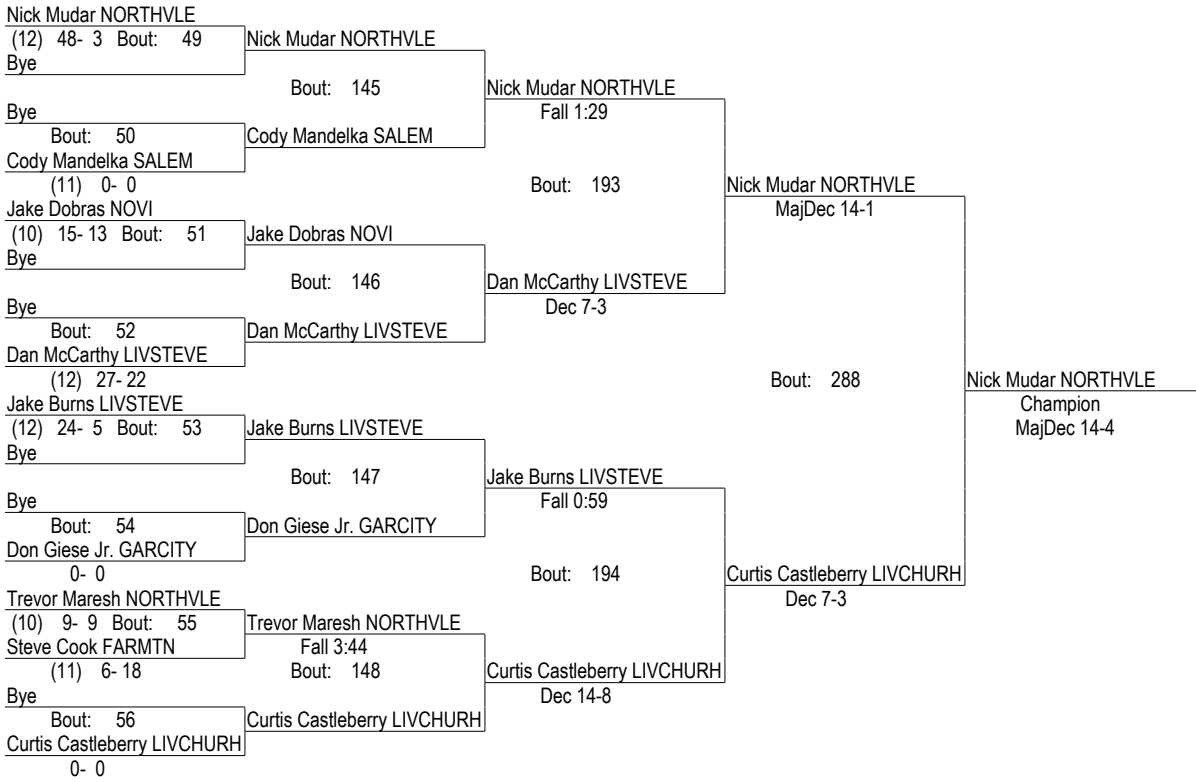 Nick Mudar NORTHVLE
(12) 48- 3 Bout: 49
Bye
Bye
Bout: 50
Cody Mandelka SALEM
(11) 0- 0
Jake Dobras NOVI
(10) 15- 13 Bout: 51
Bye
Bye
Bout: 52
Dan McCarthy LIVSTEVE
(12) 27- 22
Jake Burns LIVSTEVE
(12) 24- 5 Bout: 53
Bye
Bye
Bout: 54
Don Giese Jr. GARCITY
0- 0
Trevor Maresh NORTHVLE
(10) 9- 9 Bout: 55
Steve Cook FARMTN
(11) 6- 18
Bye
Bout: 56
Curtis Castleberry LIVCHURH
0- 0
Nick Mudar NORTHVLE
Bout: 145
Cody Mandelka SALEM
Jake Dobras NOVI
Bout: 146
Dan McCarthy LIVSTEVE
Jake Burns LIVSTEVE
Bout: 147
Don Giese Jr. GARCITY
Trevor Maresh NORTHVLE
Fall 3:44
Bout: 148
Curtis Castleberry LIVCHURH
Nick Mudar NORTHVLE
Fall 1:29
Bout: 193
Dan McCarthy LIVSTEVE
Dec 7-3
Jake Burns LIVSTEVE
Fall 0:59
Bout: 194
Curtis Castleberry LIVCHURH
Dec 14-8
Nick Mudar NORTHVLE
MajDec 14-1
Bout: 288
Curtis Castleberry LIVCHURH
Dec 7-3
Nick Mudar NORTHVLE
Champion
MajDec 14-4